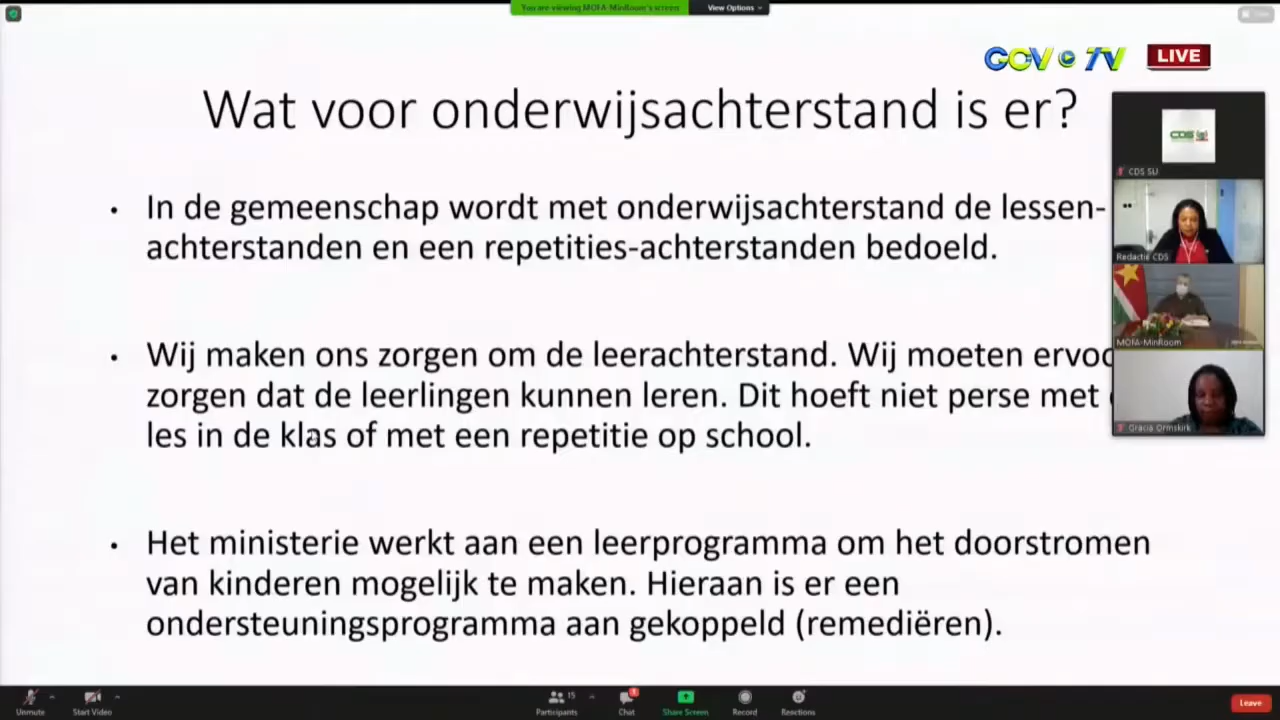 You are viewing MOFA-MinRoom's screen
View Options
GOV TV
LIVE
Wat voor onderwijsachterstand is er?
CDS
CDS SU
• In de gemeenschap wordt met onderwijsachterstand de lessen-
achterstanden en een repetities-achterstanden bedoeld.
Redactie CDS
MOFA-MinRoom
• Wij maken ons zorgen om de leerachterstand. Wij moeten
zorgen dat de leerlingen kunnen leren. Dit hoeft niet perse met
les in de klas of met een repetitie op school.
Gracia Ormskirk
• Het ministerie werkt aan een leerprogramma om het doorstromen
van kinderen mogelijk te maken. Hieraan is er een
ondersteuningsprogramma aan gekoppeld (remediëren).
Unmute
Start Video
15
Participants
Chat
Share Screen
Record
Reactions
Leave